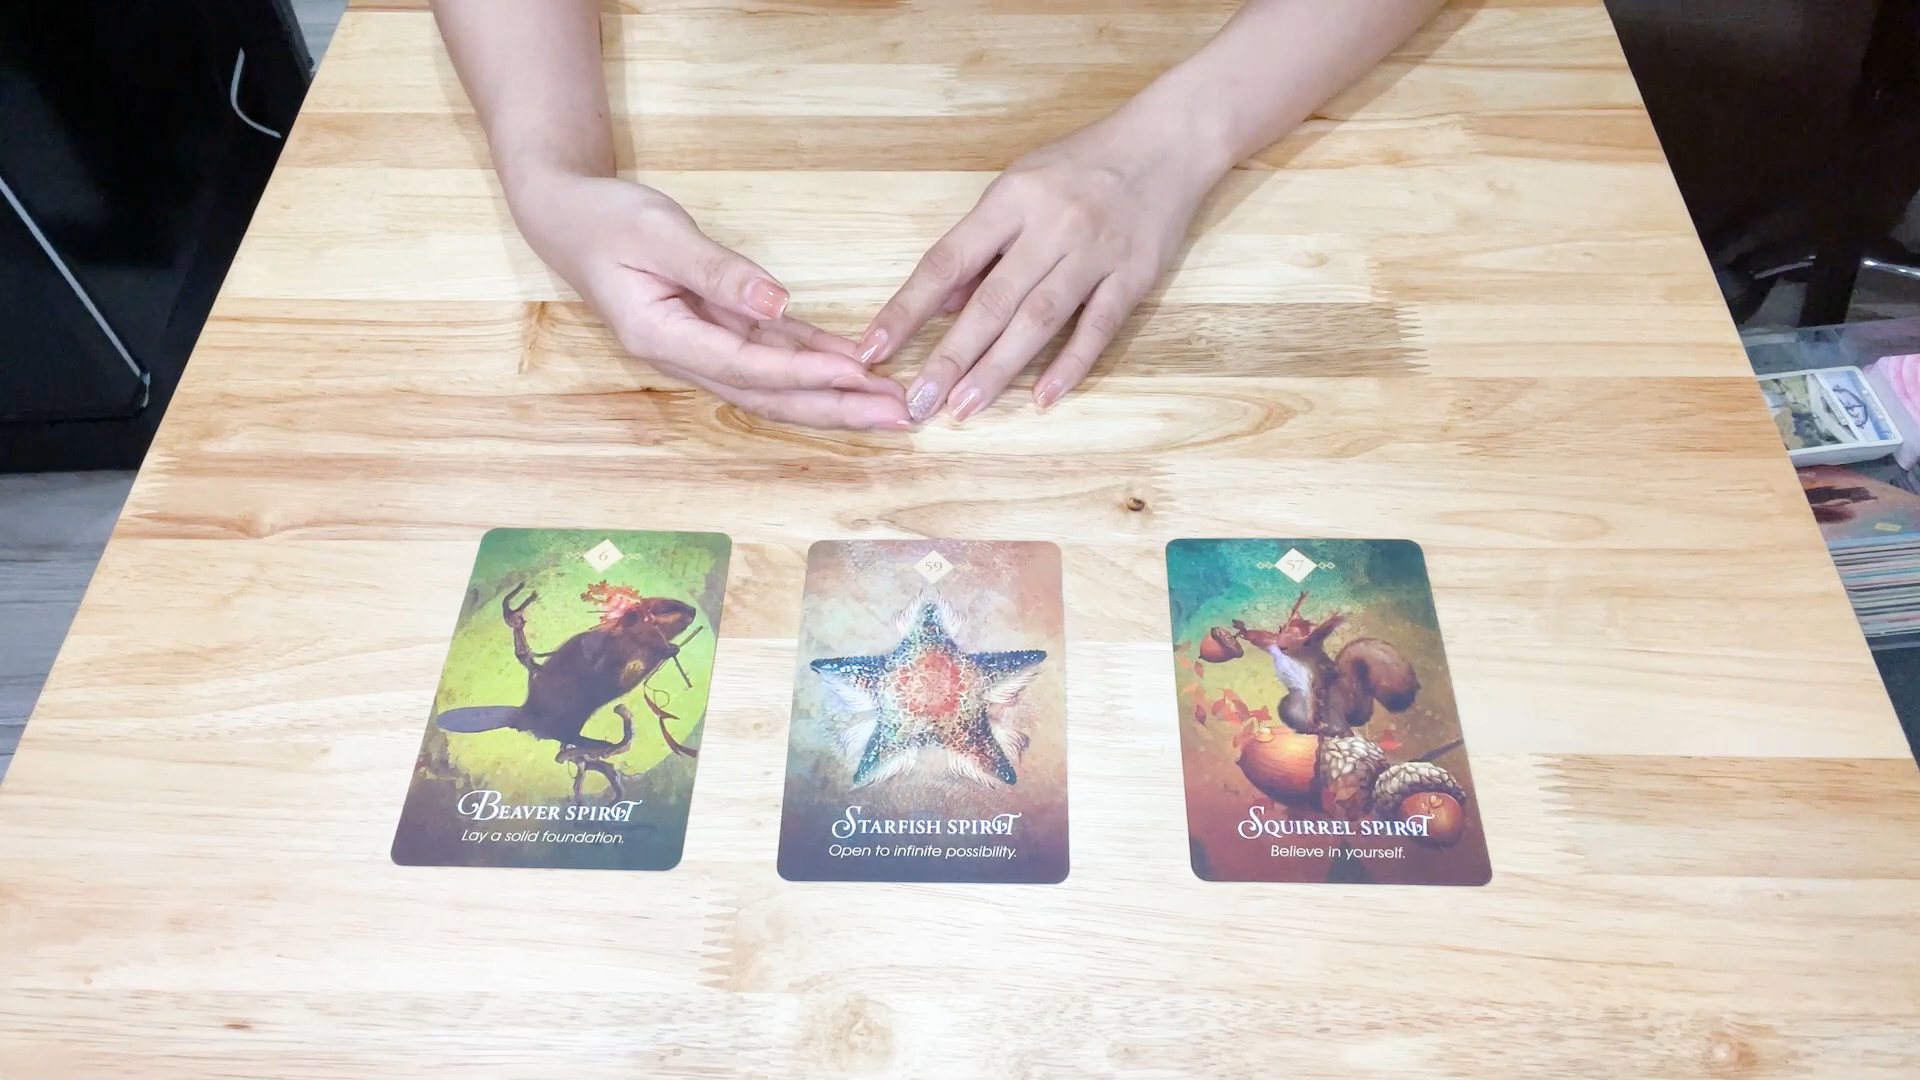 6
BEAVER SPIRIT
Lay a solid foundation.
59
STARFISH SPIRIT
Open to infinite possibility.
57
SQUIRREL SPIRIT
Believe in yourself.